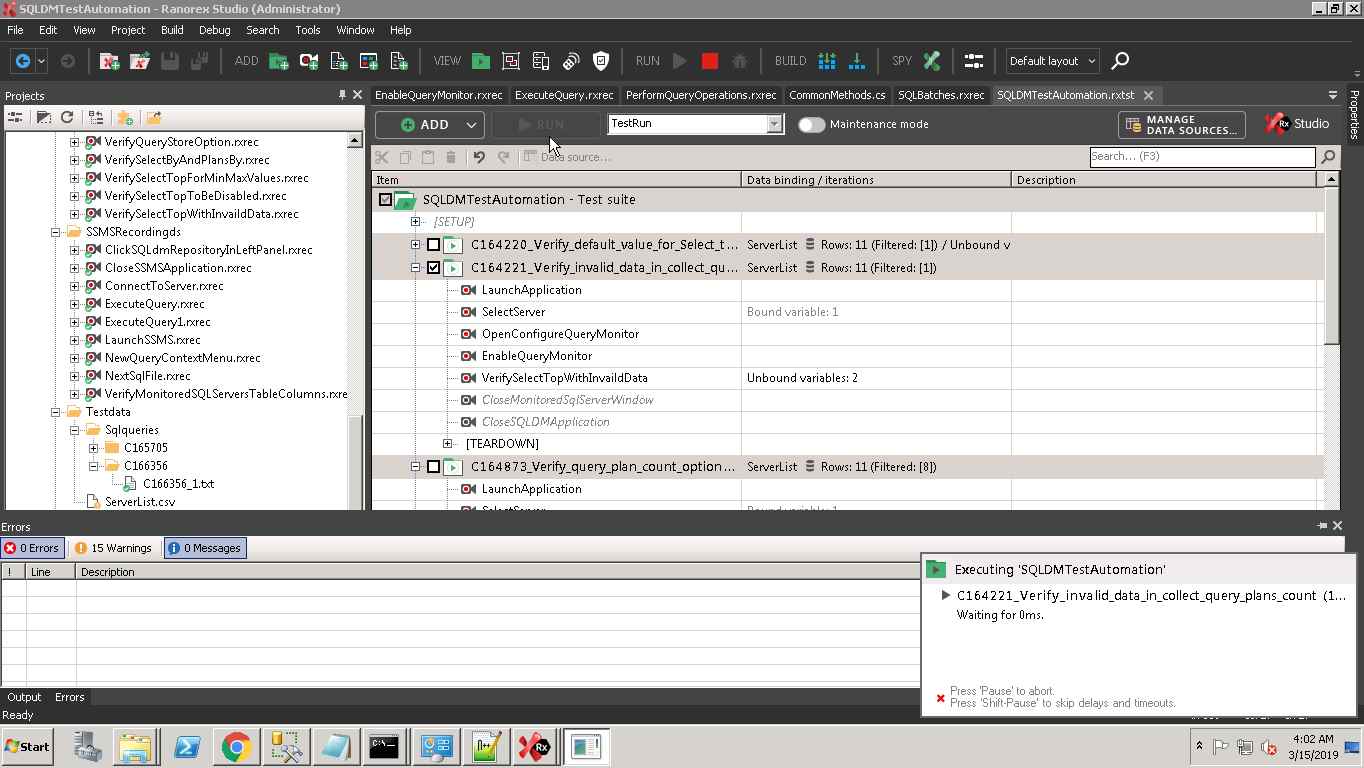 SQLDMTestAutomation - Ranorex Studio (Administrator)
File Edit View Project Build Debug Search Tools Window Help
ADD VIEW RUN BUILD SPY Default layout
Projects
EnableQueryMonitor.rxrec ExecuteQuery.rxrec PerformQueryOperations.rxrec CommonMethods.cs SQLBatches.rxrec SQLDMTestAutomation.rxtst
Properties
ADD RUN TestRun Maintenance mode MANAGE DATA SOURCES... Rx Studio
Data source... Search... (F3)
Item Data binding / iterations Description
VerifyQueryStoreOption.rxrec
VerifySelectByAndPlansBy.rxrec
VerifySelectTopForMinMaxValues.rxrec
VerifySelectTopToBeDisabled.rxrec
VerifySelectTopWithInvaildData.rxrec
SSMSRecordingds
ClickSQLdmRepositoryInLeftPanel.rxrec
CloseSSMSApplication.rxrec
ConnectToServer.rxrec
ExecuteQuery.rxrec
ExecuteQuery1.rxrec
LaunchSSMS.rxrec
NewQueryContextMenu.rxrec
NextSqlFile.rxrec
VerifyMonitoredSQLServersTableColumns.rxre
Testdata
Sqlqueries
C165705
C166356
C166356_1.txt
ServerList.csv
SQLDMTestAutomation - Test suite
[SETUP]
C164220_Verify_default_value_for_Select_t... ServerList Rows: 11 (Filtered: [1]) / Unbound v
C164221_Verify_invalid_data_in_collect_qu... ServerList Rows: 11 (Filtered: [1])
LaunchApplication
SelectServer Bound variable: 1
OpenConfigureQueryMonitor
EnableQueryMonitor
VerifySelectTopWithInvaildData Unbound variables: 2
CloseMonitoredSqlServerWindow
CloseSQLDMApplication
[TEARDOWN]
C164873_Verify_query_plan_count_option ... ServerList Rows: 11 (Filtered: [8])
LaunchApplication
SelectServer Bound variable: 1
Errors
0 Errors 15 Warnings 0 Messages
! Line Description
Executing 'SQLDMTestAutomation'
C164221_Verify_invalid_data_in_collect_query_plans_count (1...
Waiting for 0ms.
Press 'Pause' to abort.
Press 'Shift-Pause' to skip delays and timeouts.
Output Errors
Ready
Start
4:02 AM
3/15/2019